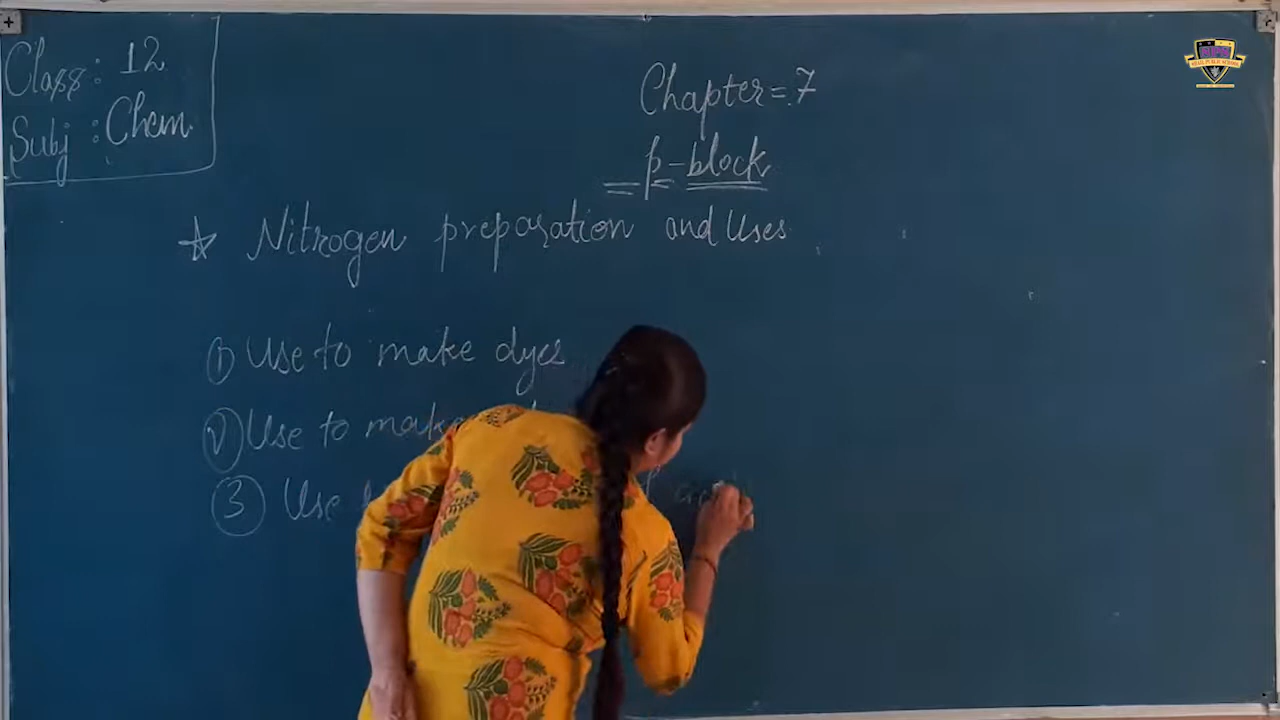 Class: 12
Subj: Chem.
Chapter = 7
p-block
Nitrogen preparation and Uses
① Use to make dyes
Use to make
③ Use